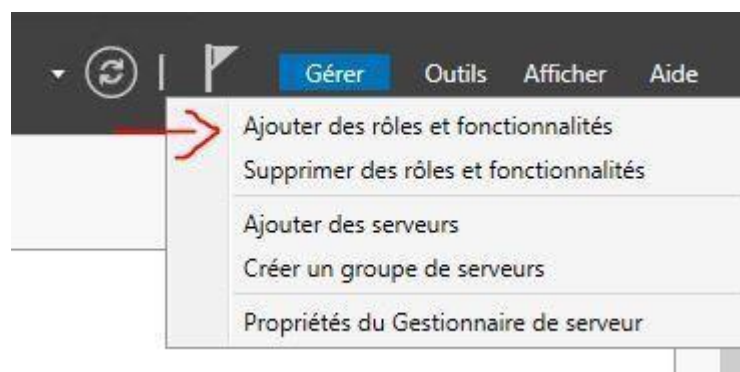 Gérer Outils Afficher Aide
Ajouter des rôles et fonctionnalités
Supprimer des rôles et fonctionnalités
Ajouter des serveurs
Créer un groupe de serveurs
Propriétés du Gestionnaire de serveur